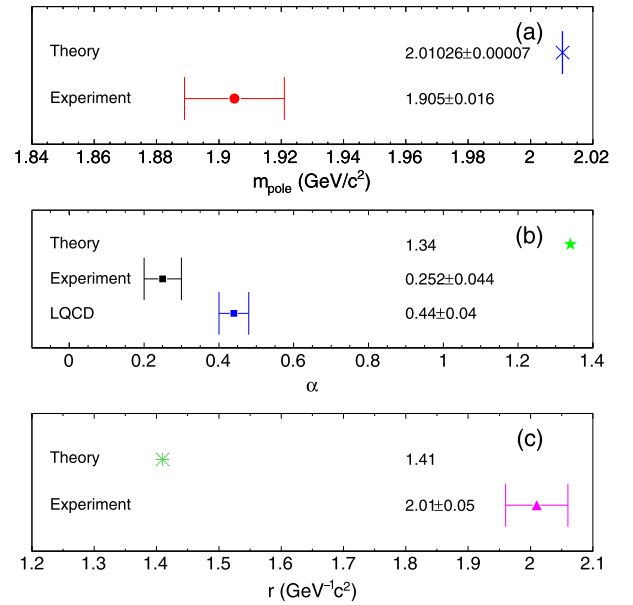 (a)
Theory 2.01026±0.00007
Experiment 1.905±0.016
1.84 1.86 1.88 1.9 1.92 1.94 1.96 1.98 2 2.02
m_pole (GeV/c²)
(b)
Theory 1.34
Experiment 0.252±0.044
LQCD 0.44±0.04
0 0.2 0.4 0.6 0.8 1 1.2 1.4
α
(c)
Theory 1.41
Experiment 2.01±0.05
1.2 1.3 1.4 1.5 1.6 1.7 1.8 1.9 2 2.1
r (GeV⁻¹c²)